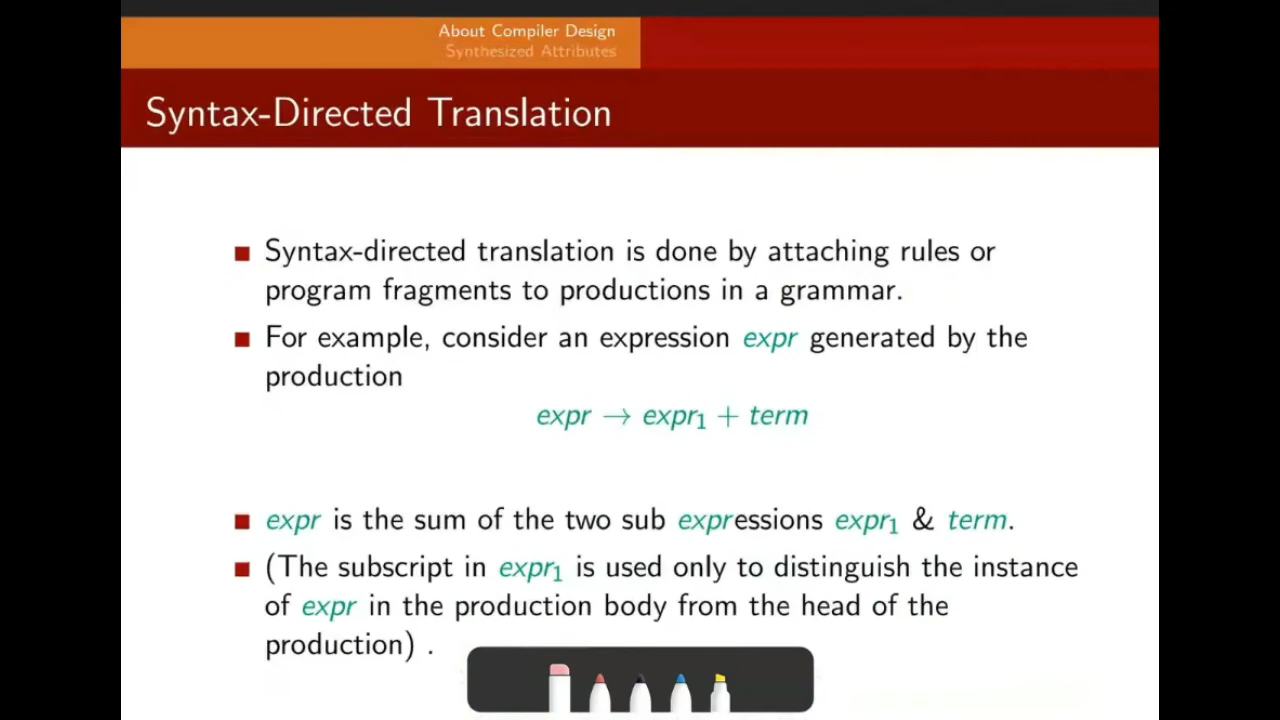 About Compiler Design
Synthesized Attributes
Syntax-Directed Translation
Syntax-directed translation is done by attaching rules or
program fragments to productions in a grammar.
For example, consider an expression expr generated by the
production
expr → expr₁ + term
expr is the sum of the two sub expressions expr₁ & term.
(The subscript in expr₁ is used only to distinguish the instance
of expr in the production body from the head of the
production) .